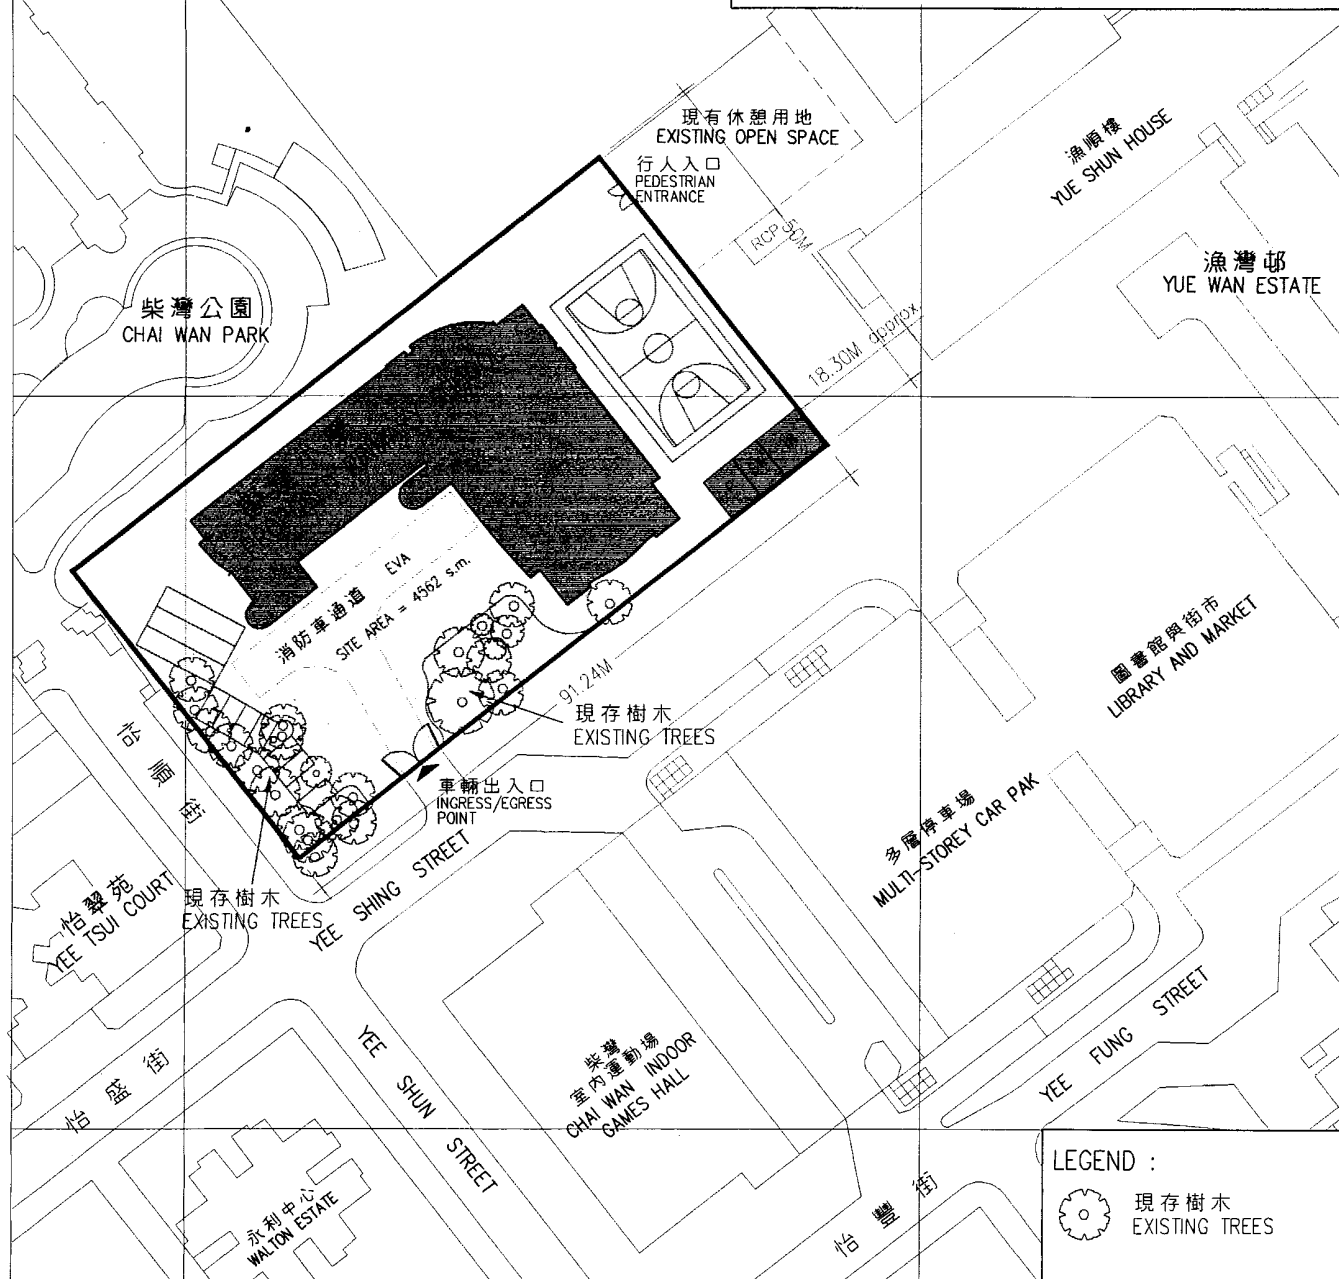 現有休憩用地
EXISTING OPEN SPACE
行人入口
PEDESTRIAN
ENTRANCE
漁順樓
YUE SHUN HOUSE
RCP
50M
漁灣邨
YUE WAN ESTATE
柴灣公園
CHAI WAN PARK
18.30M approx.
消防車通道 EVA
SITE AREA = 4562 s.m.
91.24M
圖書館與街市
LIBRARY AND MARKET
現存樹木
EXISTING TREES
怡順街
車輛出入口
INGRESS/EGRESS
POINT
多層停車場
MULTI-STOREY CAR PAK
怡翠苑
YEE TSUI COURT
現存樹木
EXISTING TREES
YEE SHING STREET
YEE FUNG STREET
柴灣
室內運動場
CHAI WAN INDOOR
GAMES HALL
YEE SHUN STREET
怡盛街
永利中心
WALTON ESTATE
怡豐街
LEGEND :
現存樹木
EXISTING TREES